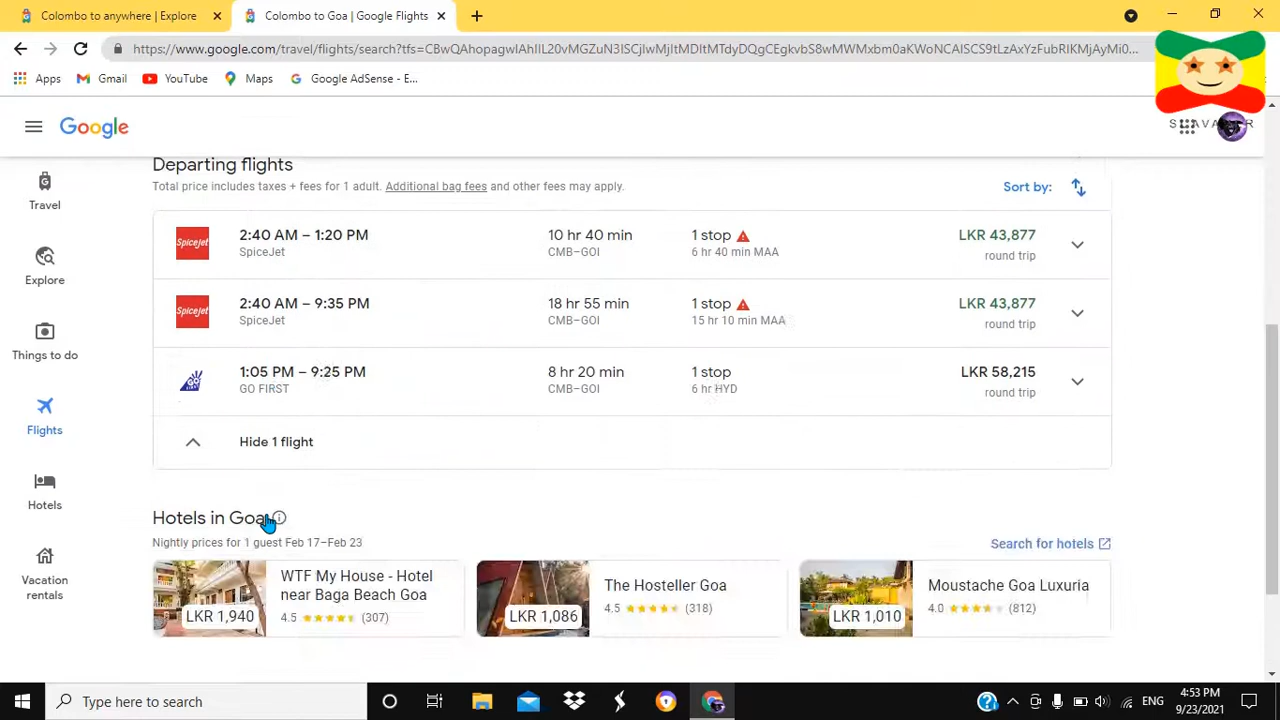 Colombo to anywhere | Explore
Colombo to Goa | Google Flights
https://www.google.com/travel/flights/search?tfs=CBwQAhopagwIAhIIL20vMGZuN3ISCjIwMjItMDItMTdyDQgCEgkvbS8wMWMxbm0aKWoNCAISCS9tLzAxYzFubRIKMjAyMi0...
Apps
Gmail
YouTube
Maps
Google AdSense - E...
Google
Travel
Explore
Things to do
Flights
Hotels
Vacation
rentals
Departing flights
Total price includes taxes + fees for 1 adult. Additional bag fees and other fees may apply.
Sort by:
SpiceJet
2:40 AM – 1:20 PM
SpiceJet
10 hr 40 min
CMB–GOI
1 stop
6 hr 40 min MAA
LKR 43,877
round trip
SpiceJet
2:40 AM – 9:35 PM
SpiceJet
18 hr 55 min
CMB–GOI
1 stop
15 hr 10 min MAA
LKR 43,877
round trip
1:05 PM – 9:25 PM
GO FIRST
8 hr 20 min
CMB–GOI
1 stop
6 hr HYD
LKR 58,215
round trip
Hide 1 flight
Hotels in Goa
Nightly prices for 1 guest Feb 17–Feb 23
Search for hotels
LKR 1,940
WTF My House - Hotel
near Baga Beach Goa
4.5 (307)
LKR 1,086
The Hosteller Goa
4.5 (318)
LKR 1,010
Moustache Goa Luxuria
4.0 (812)
Type here to search
ENG
4:53 PM
9/23/2021